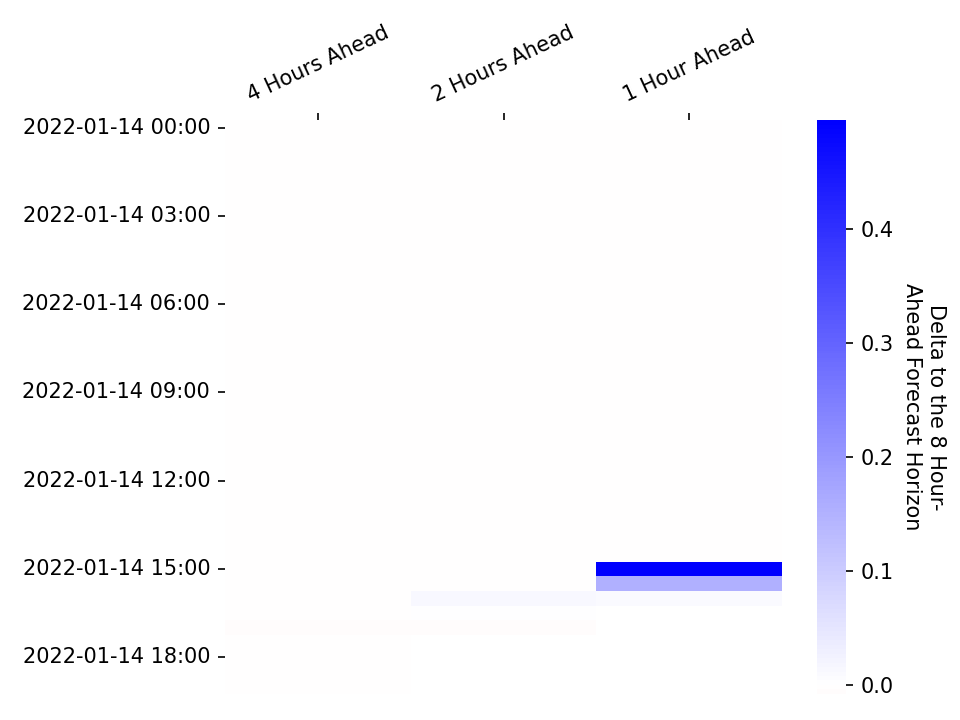 4 Hours Ahead
2 Hours Ahead
1 Hour Ahead
2022-01-14 00:00
2022-01-14 03:00
2022-01-14 06:00
2022-01-14 09:00
2022-01-14 12:00
2022-01-14 15:00
2022-01-14 18:00
0.4
0.3
0.2
0.1
0.0
Delta to the 8 Hour-
Ahead Forecast Horizon